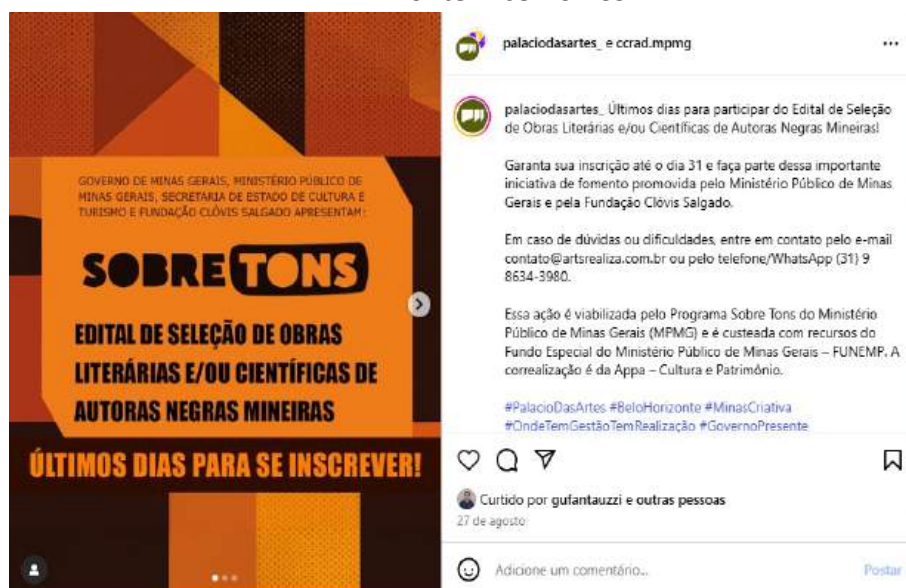 GOVERNO DE MINAS GERAIS, MINISTÉRIO PÚBLICO DE
MINAS GERAIS, SECRETARIA DE ESTADO DE CULTURA E
TURISMO E FUNDAÇÃO CLÓVIS SALGADO APRESENTAM:
SOBRE TONS
EDITAL DE SELEÇÃO DE OBRAS
LITERÁRIAS E/OU CIENTÍFICAS DE
AUTORAS NEGRAS MINEIRAS
ÚLTIMOS DIAS PARA SE INSCREVER!
palaciodasartes_ e ccrad.mpmg
palaciodasartes_ Últimos dias para participar do Edital de Seleção
de Obras Literárias e/ou Científicas de Autoras Negras Mineiras!
Garanta sua inscrição até o dia 31 e faça parte dessa importante
iniciativa de fomento promovida pelo Ministério Público de Minas
Gerais e pela Fundação Clóvis Salgado.
Em caso de dúvidas ou dificuldades, entre em contato pelo e-mail
contato@artsrealiza.com.br ou pelo telefone/WhatsApp (31) 9
8634-3980.
Essa ação é viabilizada pelo Programa Sobre Tons do Ministério
Público de Minas Gerais (MPMG) e é custeada com recursos do
Fundo Especial do Ministério Público de Minas Gerais – FUNEMP. A
correalização é da Appa – Cultura e Patrimônio.
#PalacioDasArtes #BeloHorizonte #MinasCriativa
#OndeTemGestãoTemRealização #GovernoPresente
Curtido por gufantauzzi e outras pessoas
27 de agosto
Adicione um comentário...
Postar